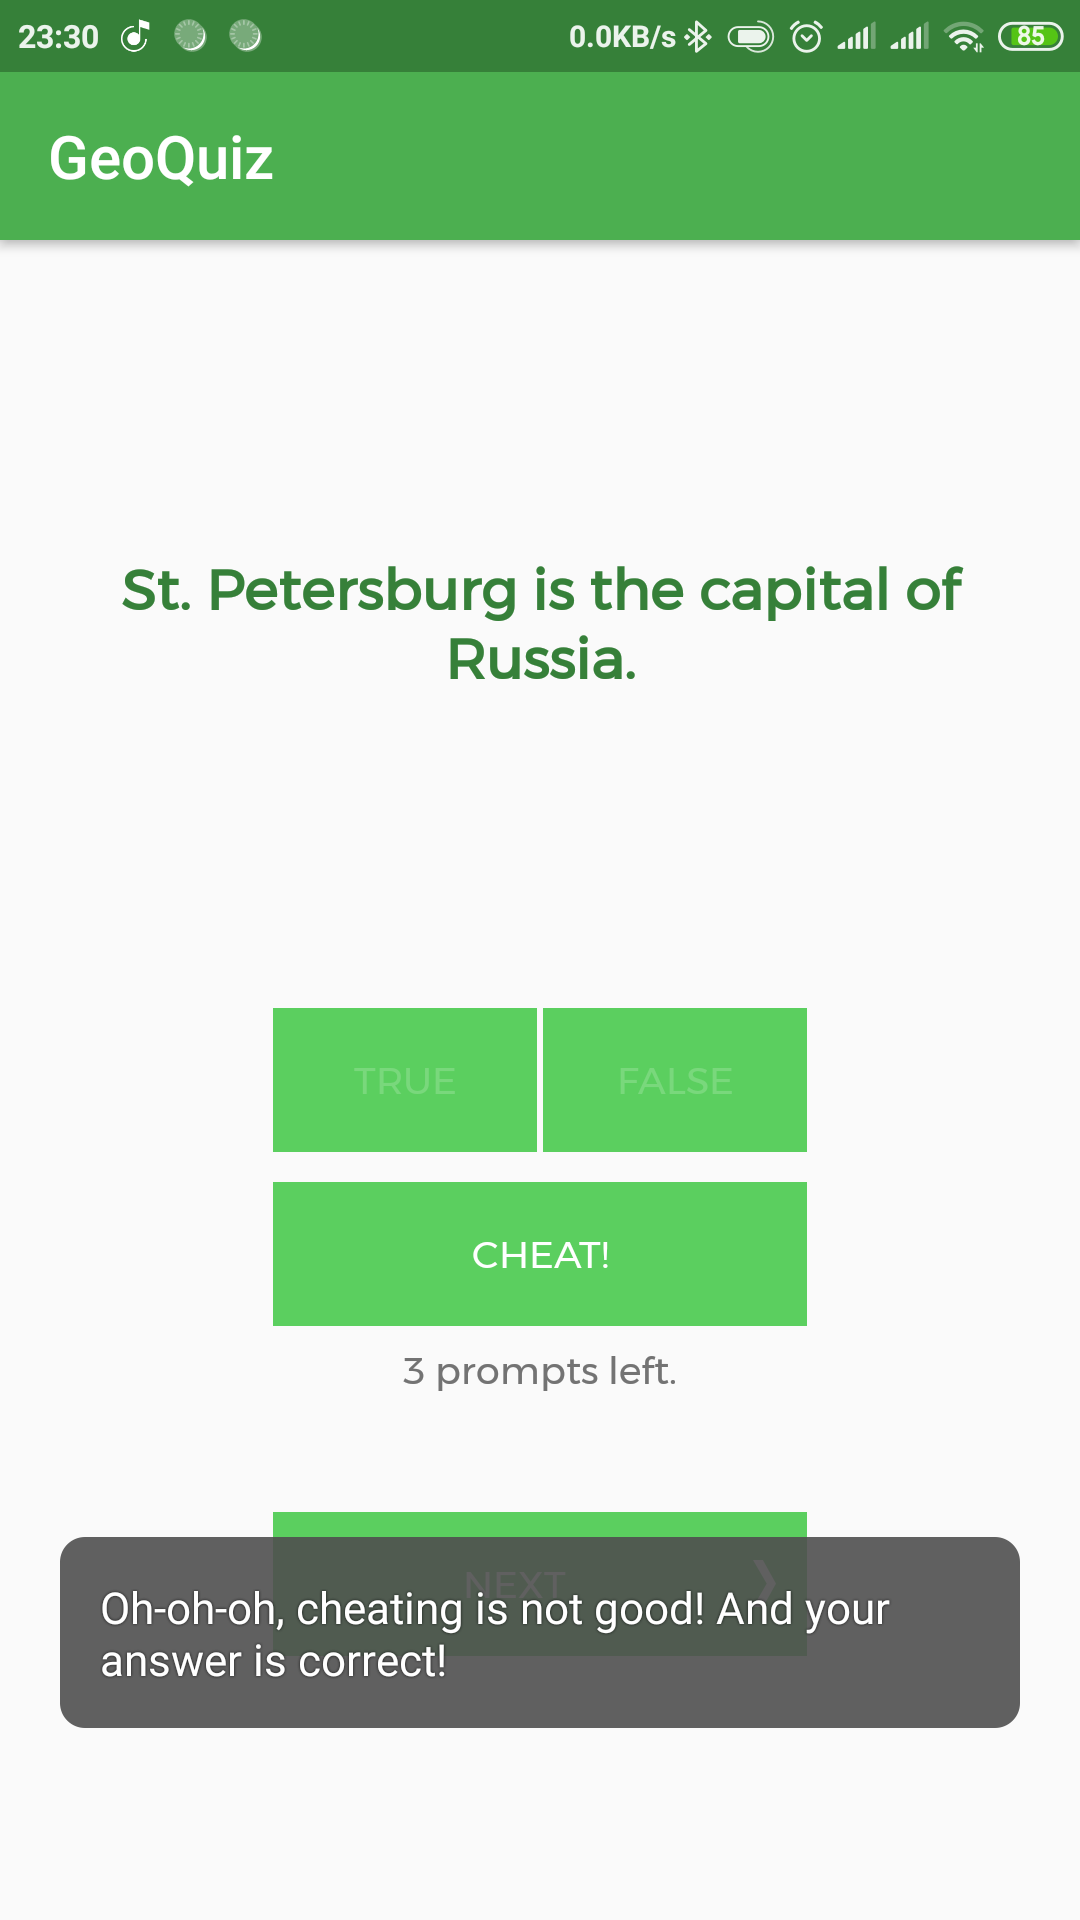 23:30 0.0KB/s 85
GeoQuiz
St. Petersburg is the capital of
Russia.
TRUE FALSE
CHEAT!
3 prompts left.
NEXT
Oh-oh-oh, cheating is not good! And your
answer is correct!